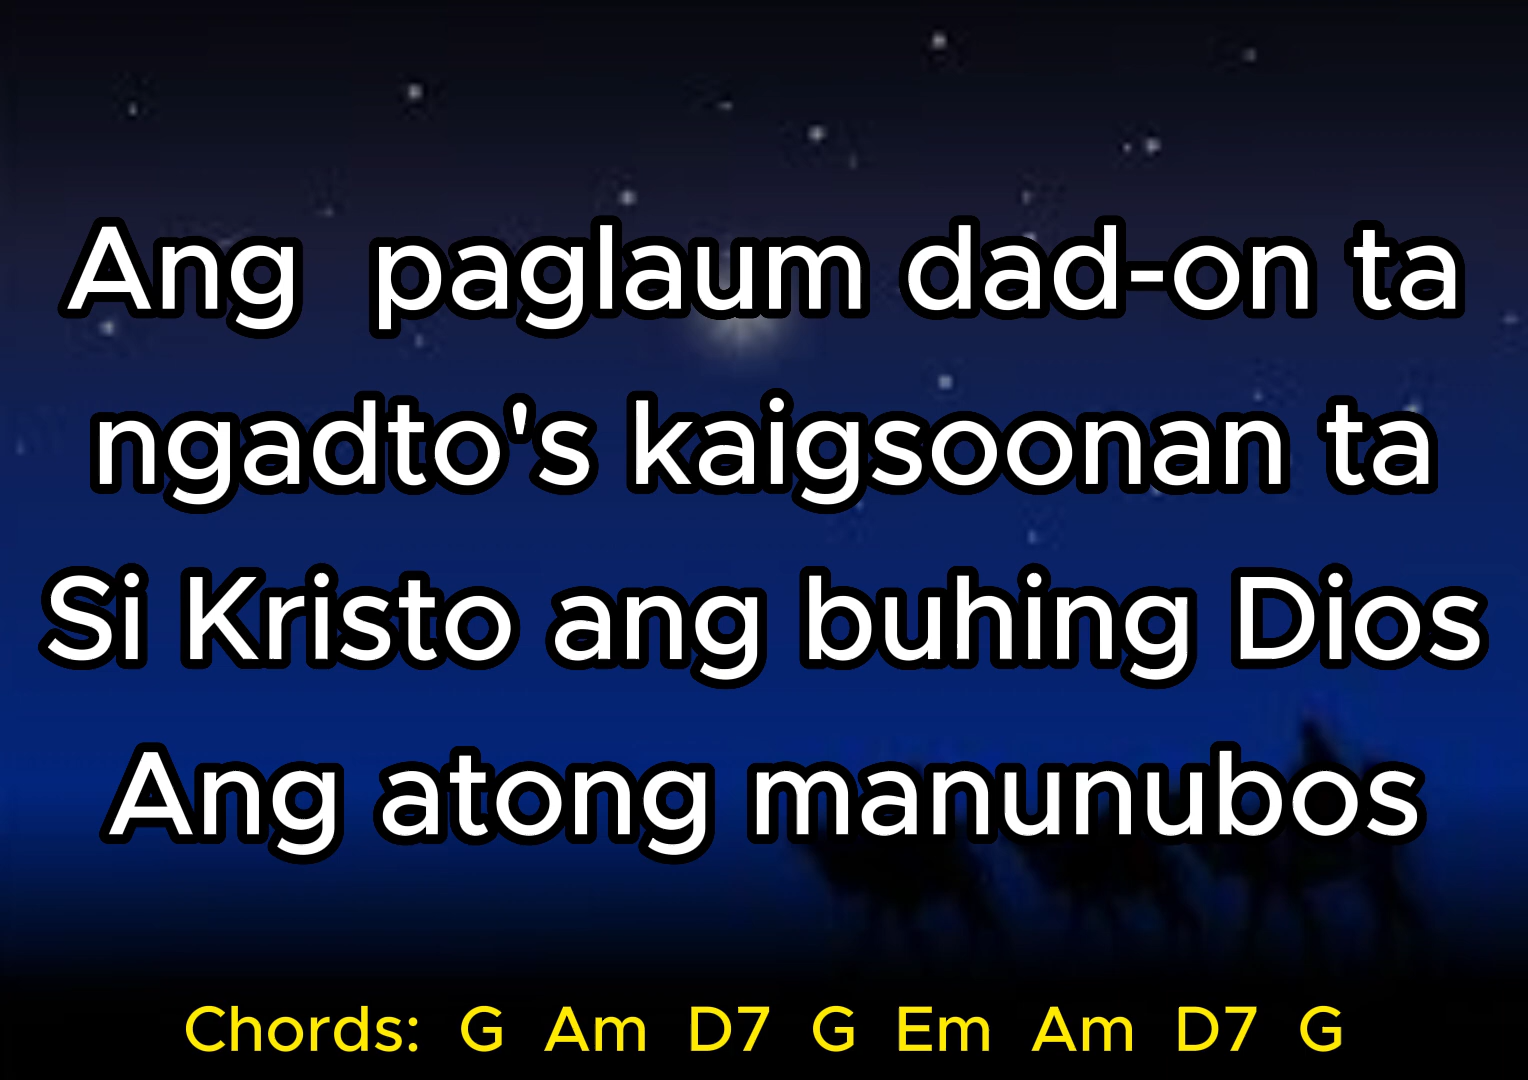 Ang  paglaum dad-on ta
ngadto's kaigsoonan ta
Si Kristo ang buhing Dios
Ang atong manunubos
Chords:  G  Am  D7  G  Em  Am  D7  G